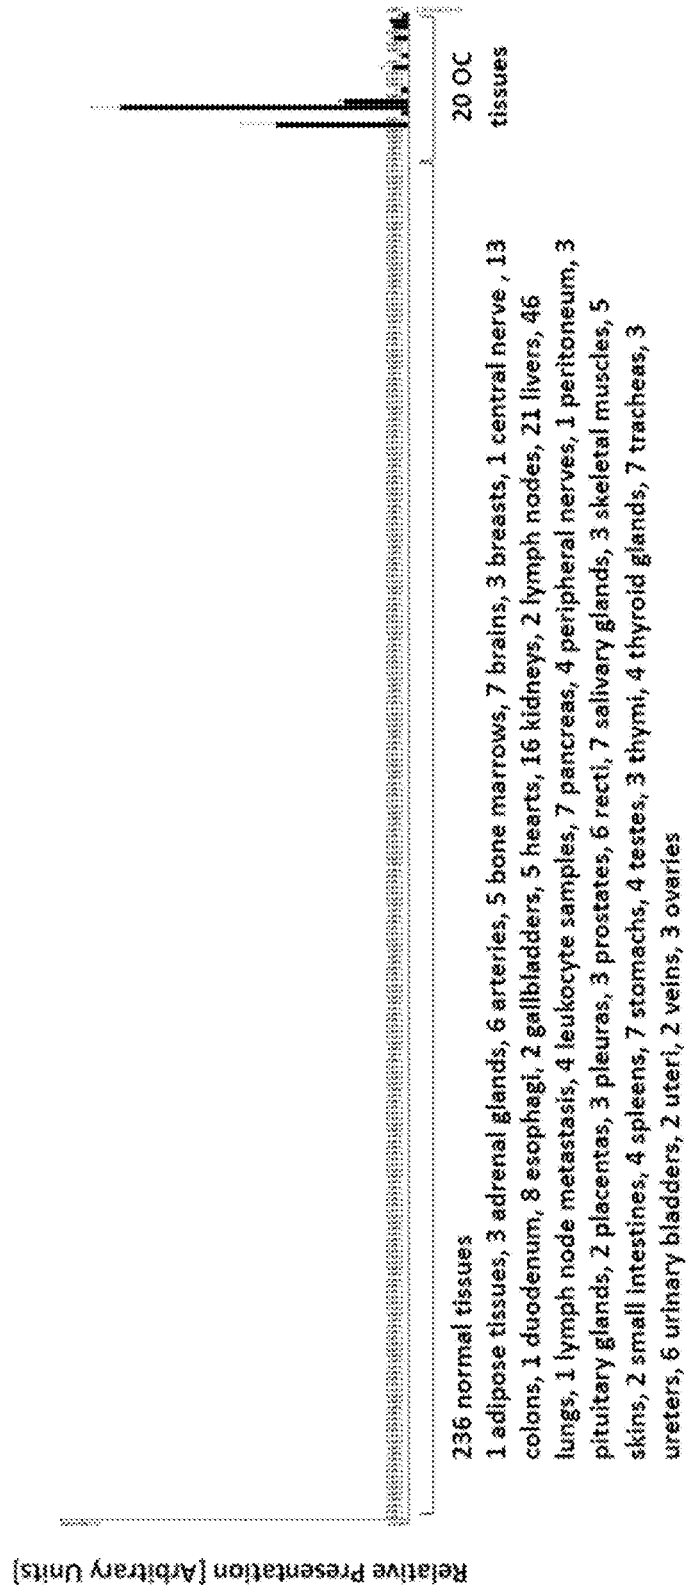 Relative Presentation [Arbitrary Units]
236 normal tissues
20 OC
tissues
1 adipose tissues, 3 adrenal glands, 6 arteries, 5 bone marrows, 7 brains, 3 breasts, 1 central nerve , 13
colons, 1 duodenum, 8 esophagi, 2 gallbladders, 5 hearts, 16 kidneys, 2 lymph nodes, 21 livers, 46
lungs, 1 lymph node metastasis, 4 leukocyte samples, 7 pancreas, 4 peripheral nerves, 1 peritoneum, 3
pituitary glands, 2 placentas, 3 pleuras, 3 prostates, 6 recti, 7 salivary glands, 3 skeletal muscles, 5
skins, 2 small intestines, 4 spleens, 7 stomachs, 4 testes, 3 thymi, 4 thyroid glands, 7 tracheas, 3
ureters, 6 urinary bladders, 2 uteri, 2 veins, 3 ovaries